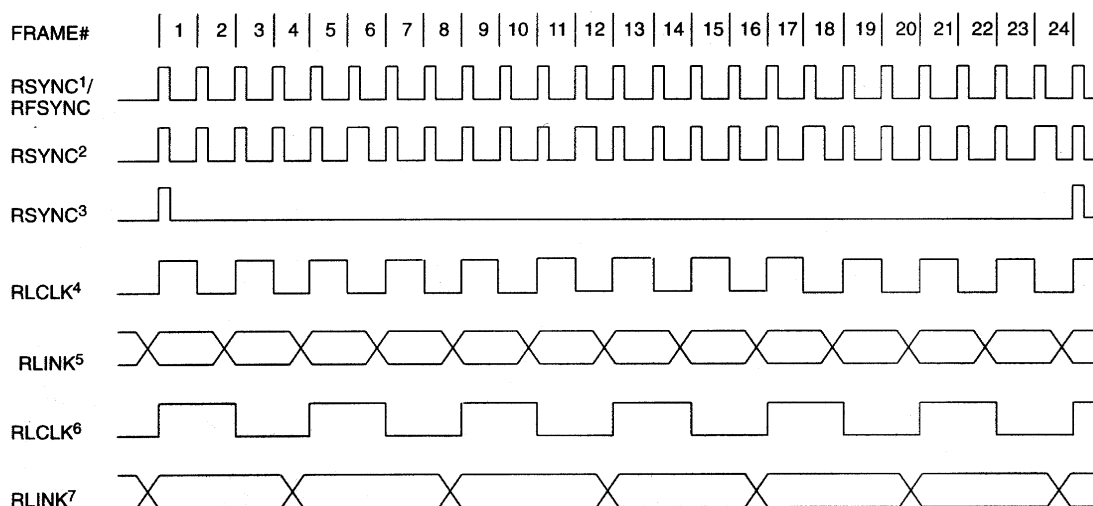 FRAME# 1 2 3 4 5 6 7 8 9 10 11 12 13 14 15 16 17 18 19 20 21 22 23 24
RSYNC1/
RFSYNC
RSYNC2
RSYNC3
RLCLK4
RLINK5
RLCLK6
RLINK7